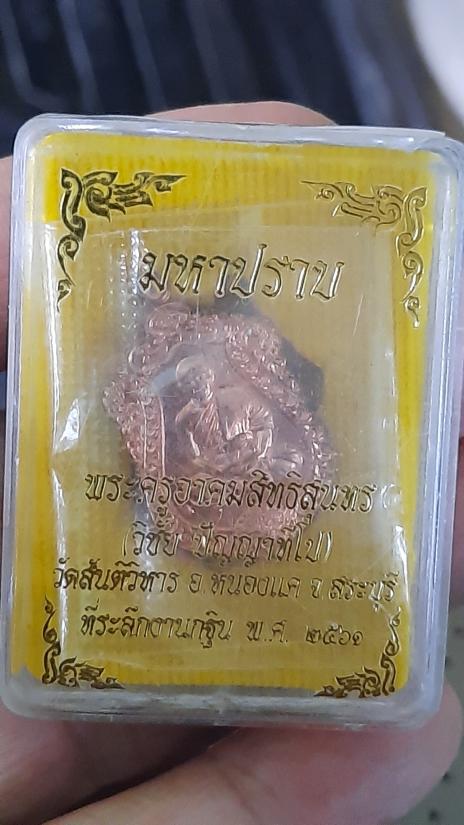 มหาปราบ
พระครูอาคมสิทธิสุนทร
(วิชัย ปัญญาทีโป)
วัดสันติวิหาร อ.หนองแค จ.สระบุรี
ที่ระลึกงานกฐิน พ.ศ. ๒๕๖๑